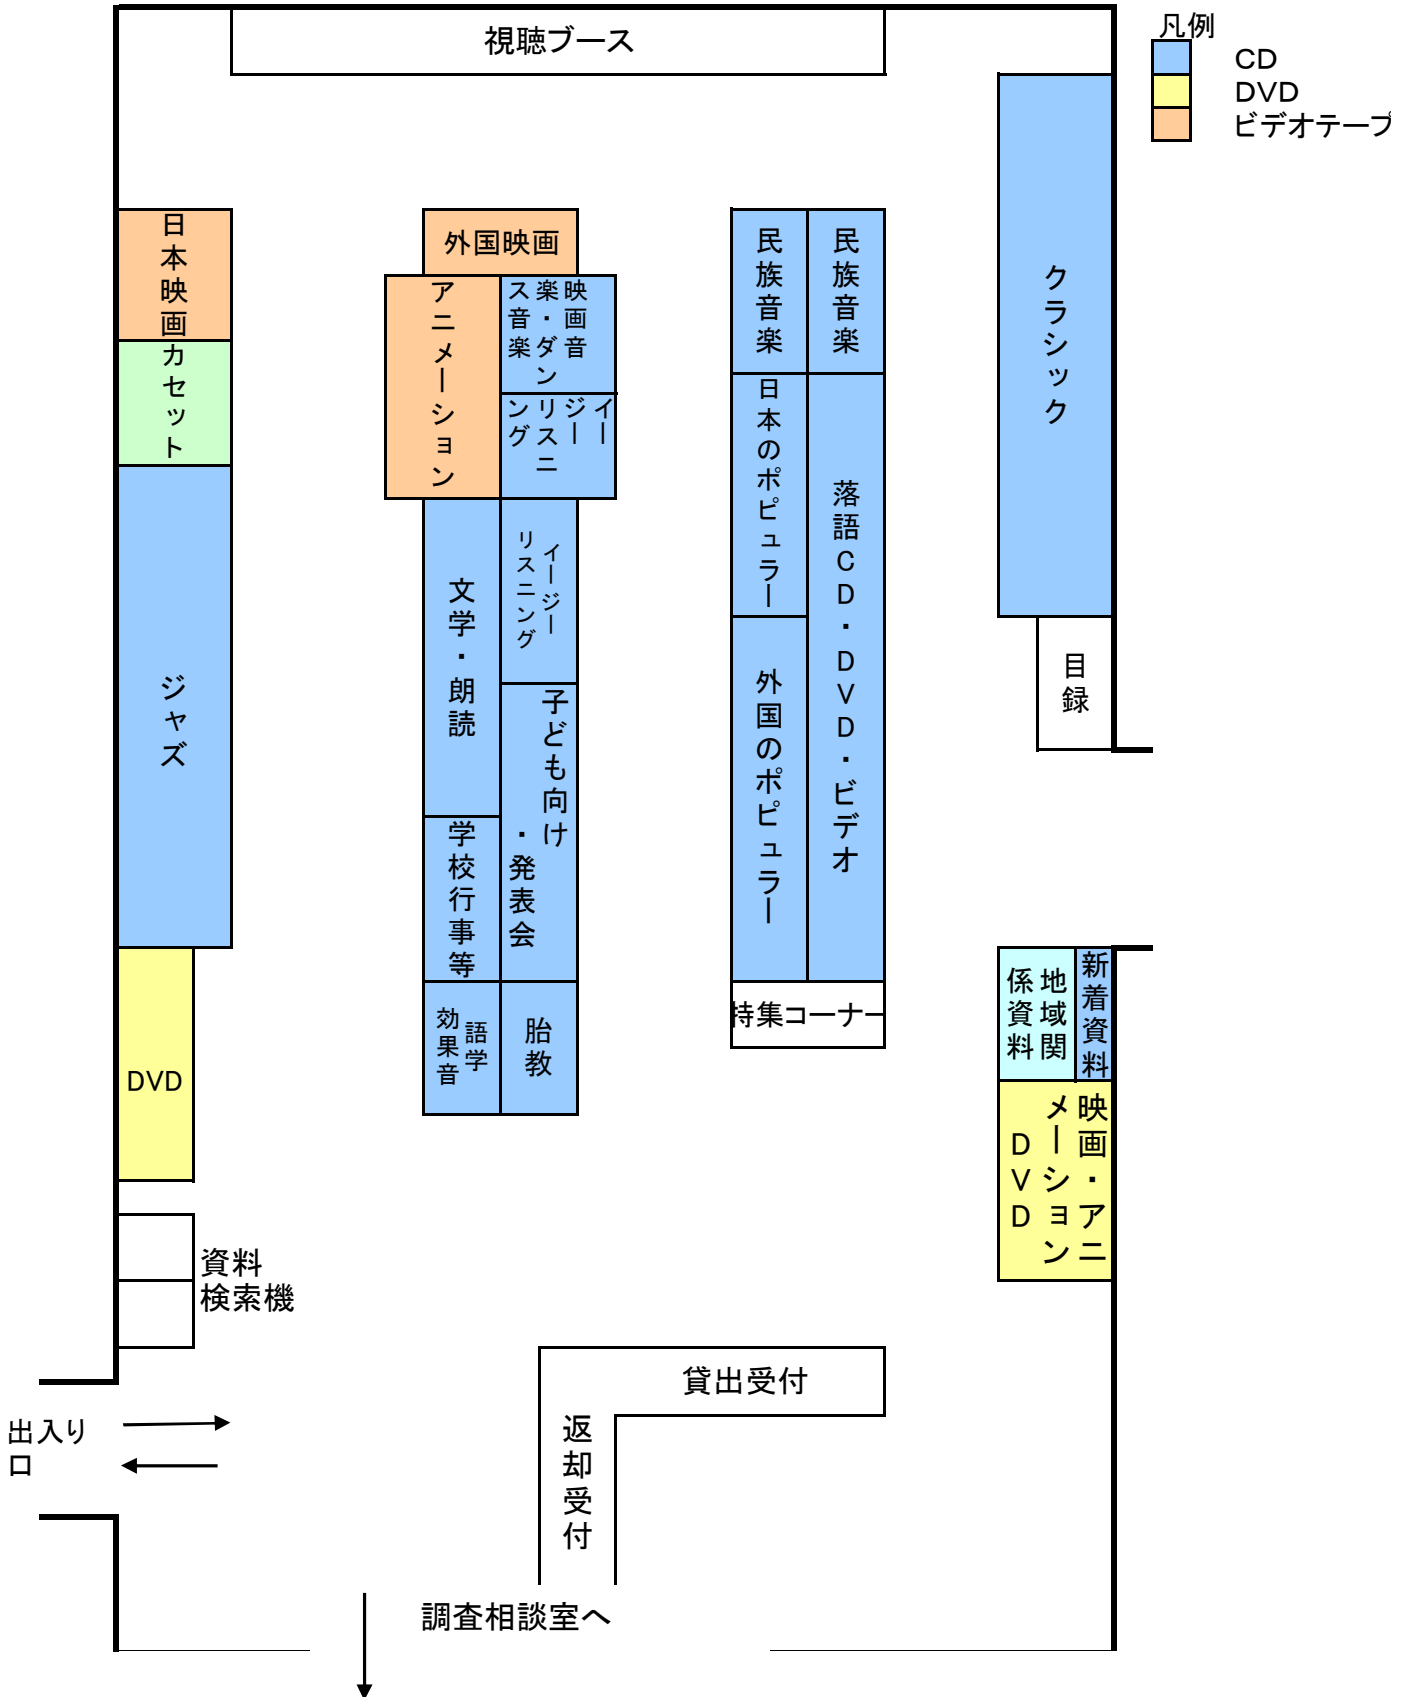 視聴ブース
凡例
CD
DVD
ビデオテープ
日本映画
カセット
ジャズ
DVD
資料
検索機
外国映画
アニメーション
映画音
楽・ダン
ス音楽
イー
ジー
リスニ
ング
文学・朗読
イージー
リスニング
子ども向け
・発表会
学校行事等
語学
効果音
胎教
民族音楽
民族音楽
日本のポピュラー
外国のポピュラー
落語CD・DVD・ビデオ
特集コーナー
クラシック
目録
新着資料
地域関
係資料
映画・アニ
メーション
DVD
貸出受付
返却受付
出入り
口
調査相談室へ